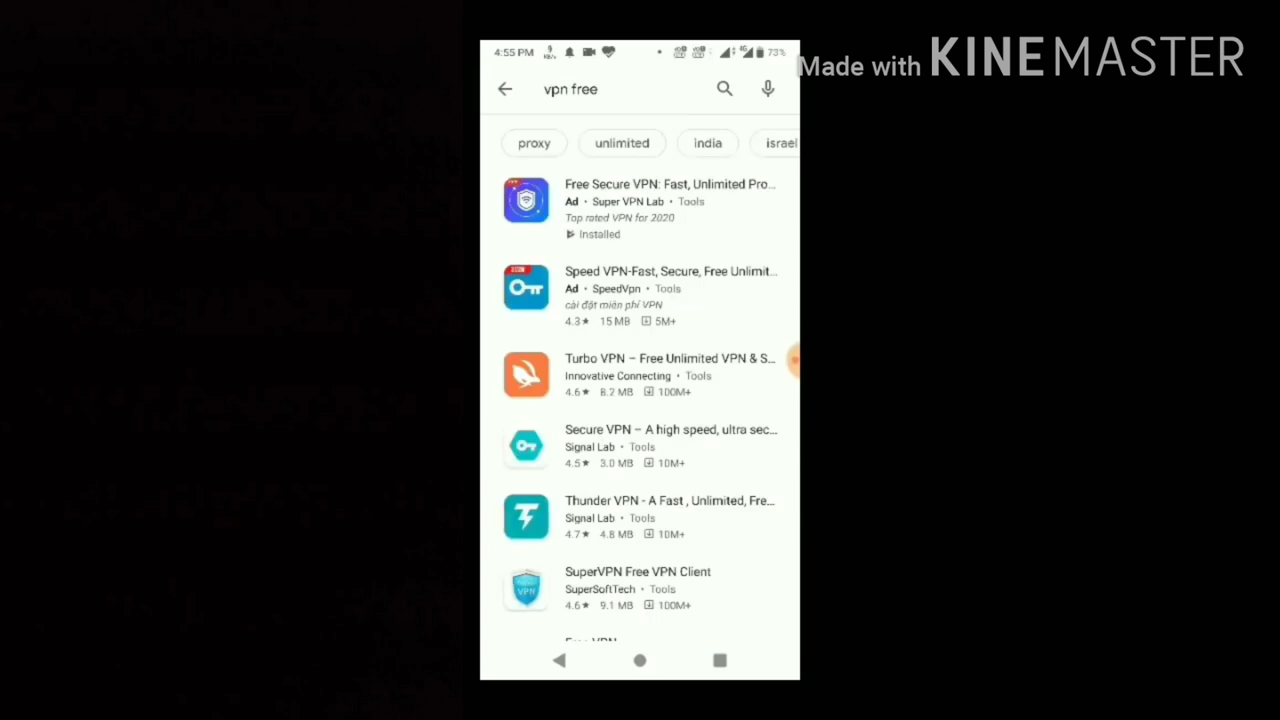 Made with KINEMASTER
4:55 PM 73%
vpn free
proxy unlimited india israel
Free Secure VPN: Fast, Unlimited Pro...
Ad • Super VPN Lab • Tools
Top rated VPN for 2020
Installed
Speed VPN-Fast, Secure, Free Unlimit...
Ad • SpeedVpn • Tools
cài đặt miễn phí VPN
4.3★ 15 MB 5M+
Turbo VPN – Free Unlimited VPN & S...
Innovative Connecting • Tools
4.6★ 8.2 MB 100M+
Secure VPN – A high speed, ultra sec...
Signal Lab • Tools
4.5★ 3.0 MB 10M+
Thunder VPN - A Fast , Unlimited, Fre...
Signal Lab • Tools
4.7★ 4.8 MB 10M+
SuperVPN Free VPN Client
SuperSoftTech • Tools
4.6★ 9.1 MB 100M+
VPN
Free VPN